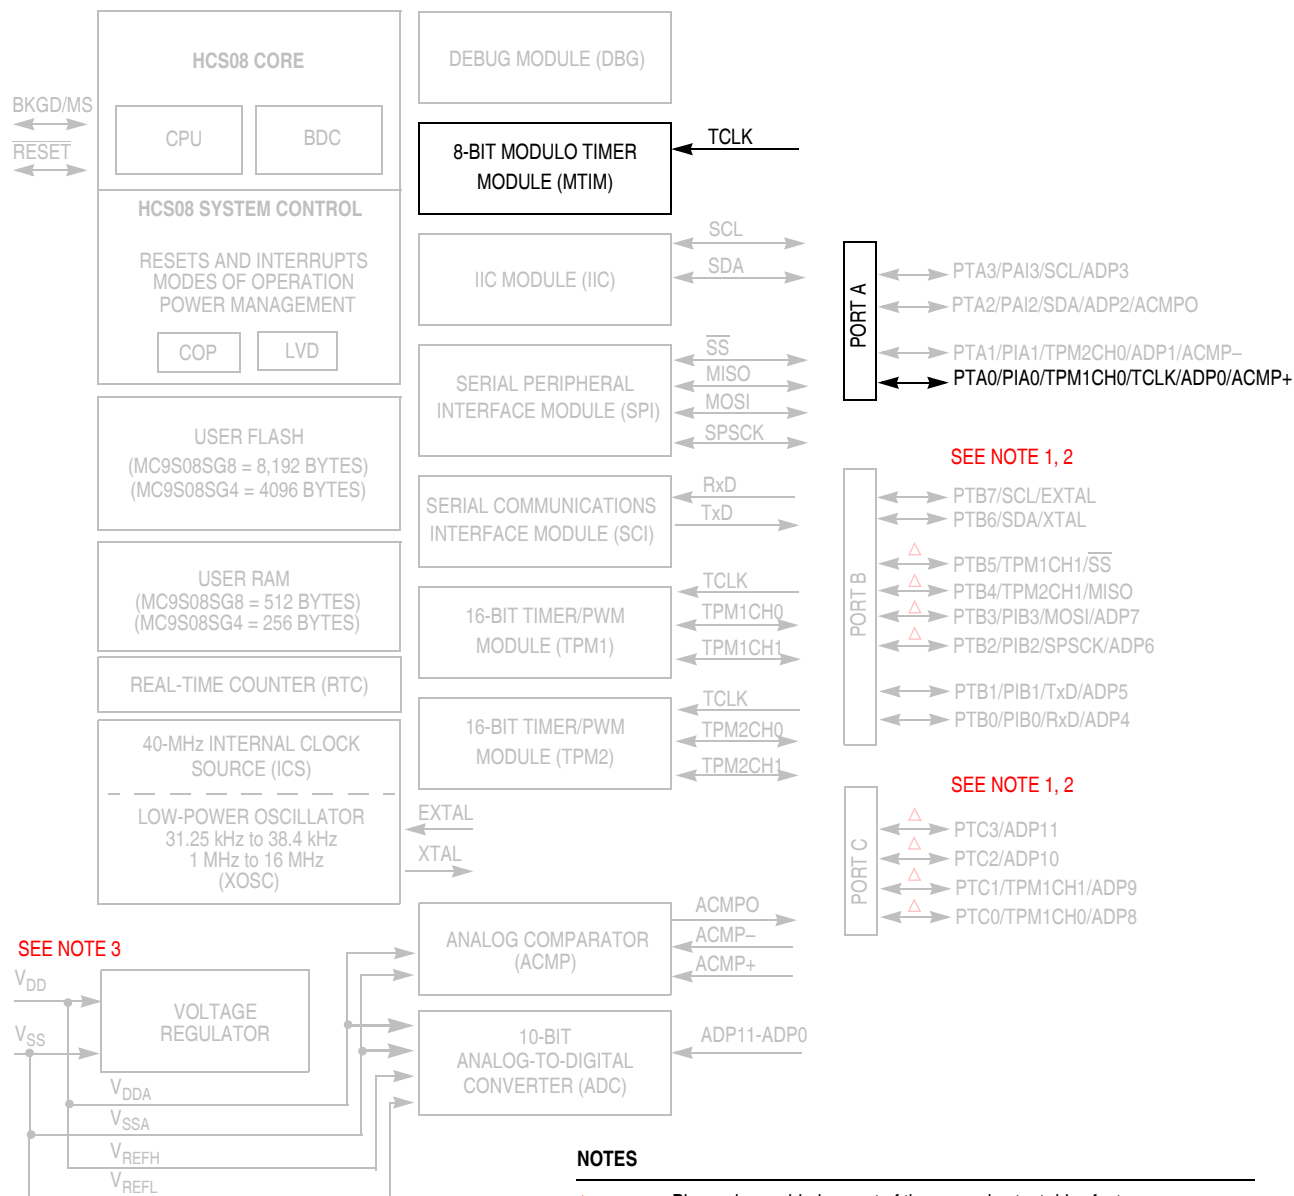 HCS08 CORE
BKGD/MS
RESET
CPU
BDC
HCS08 SYSTEM CONTROL
RESETS AND INTERRUPTS
MODES OF OPERATION
POWER MANAGEMENT
COP
LVD
USER FLASH
(MC9S08SG8 = 8,192 BYTES)
(MC9S08SG4 = 4096 BYTES)
USER RAM
(MC9S08SG8 = 512 BYTES)
(MC9S08SG4 = 256 BYTES)
REAL-TIME COUNTER (RTC)
40-MHz INTERNAL CLOCK
SOURCE (ICS)
LOW-POWER OSCILLATOR
31.25 kHz to 38.4 kHz
1 MHz to 16 MHz
(XOSC)
EXTAL
XTAL
SEE NOTE 3
VDD
VSS
VOLTAGE
REGULATOR
VDDA
VSSA
VREFH
VREFL
DEBUG MODULE (DBG)
8-BIT MODULO TIMER
MODULE (MTIM)
TCLK
IIC MODULE (IIC)
SCL
SDA
SERIAL PERIPHERAL
INTERFACE MODULE (SPI)
SS
MISO
MOSI
SPSCK
SERIAL COMMUNICATIONS
INTERFACE MODULE (SCI)
RxD
TxD
16-BIT TIMER/PWM
MODULE (TPM1)
TCLK
TPM1CH0
TPM1CH1
16-BIT TIMER/PWM
MODULE (TPM2)
TCLK
TPM2CH0
TPM2CH1
ANALOG COMPARATOR
(ACMP)
ACMPO
ACMP–
ACMP+
10-BIT
ANALOG-TO-DIGITAL
CONVERTER (ADC)
ADP11-ADP0
PORT A
PTA3/PAI3/SCL/ADP3
PTA2/PAI2/SDA/ADP2/ACMPO
PTA1/PIA1/TPM2CH0/ADP1/ACMP–
PTA0/PIA0/TPM1CH0/TCLK/ADP0/ACMP+
SEE NOTE 1, 2
PORT B
PTB7/SCL/EXTAL
PTB6/SDA/XTAL
PTB5/TPM1CH1/SS
PTB4/TPM2CH1/MISO
PTB3/PIB3/MOSI/ADP7
PTB2/PIB2/SPSCK/ADP6
PTB1/PIB1/TxD/ADP5
PTB0/PIB0/RxD/ADP4
SEE NOTE 1, 2
PORT C
PTC3/ADP11
PTC2/ADP10
PTC1/TPM1CH1/ADP9
PTC0/TPM1CH0/ADP8
NOTES